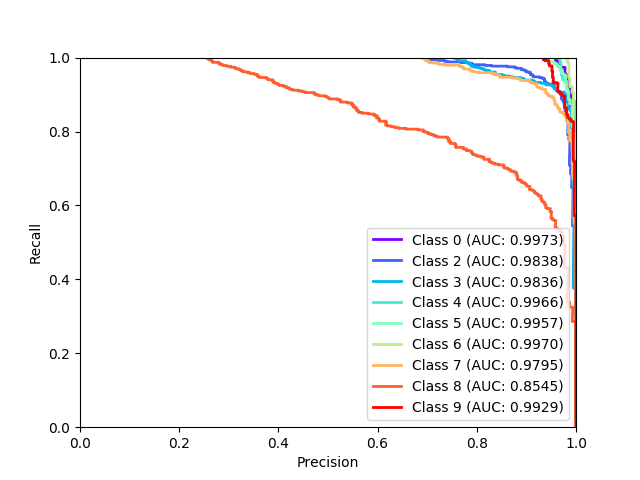 1.0
0.8
0.6
0.4
0.2
0.0
Recall
0.0 0.2 0.4 0.6 0.8 1.0
Precision
Class 0 (AUC: 0.9973)
Class 2 (AUC: 0.9838)
Class 3 (AUC: 0.9836)
Class 4 (AUC: 0.9966)
Class 5 (AUC: 0.9957)
Class 6 (AUC: 0.9970)
Class 7 (AUC: 0.9795)
Class 8 (AUC: 0.8545)
Class 9 (AUC: 0.9929)